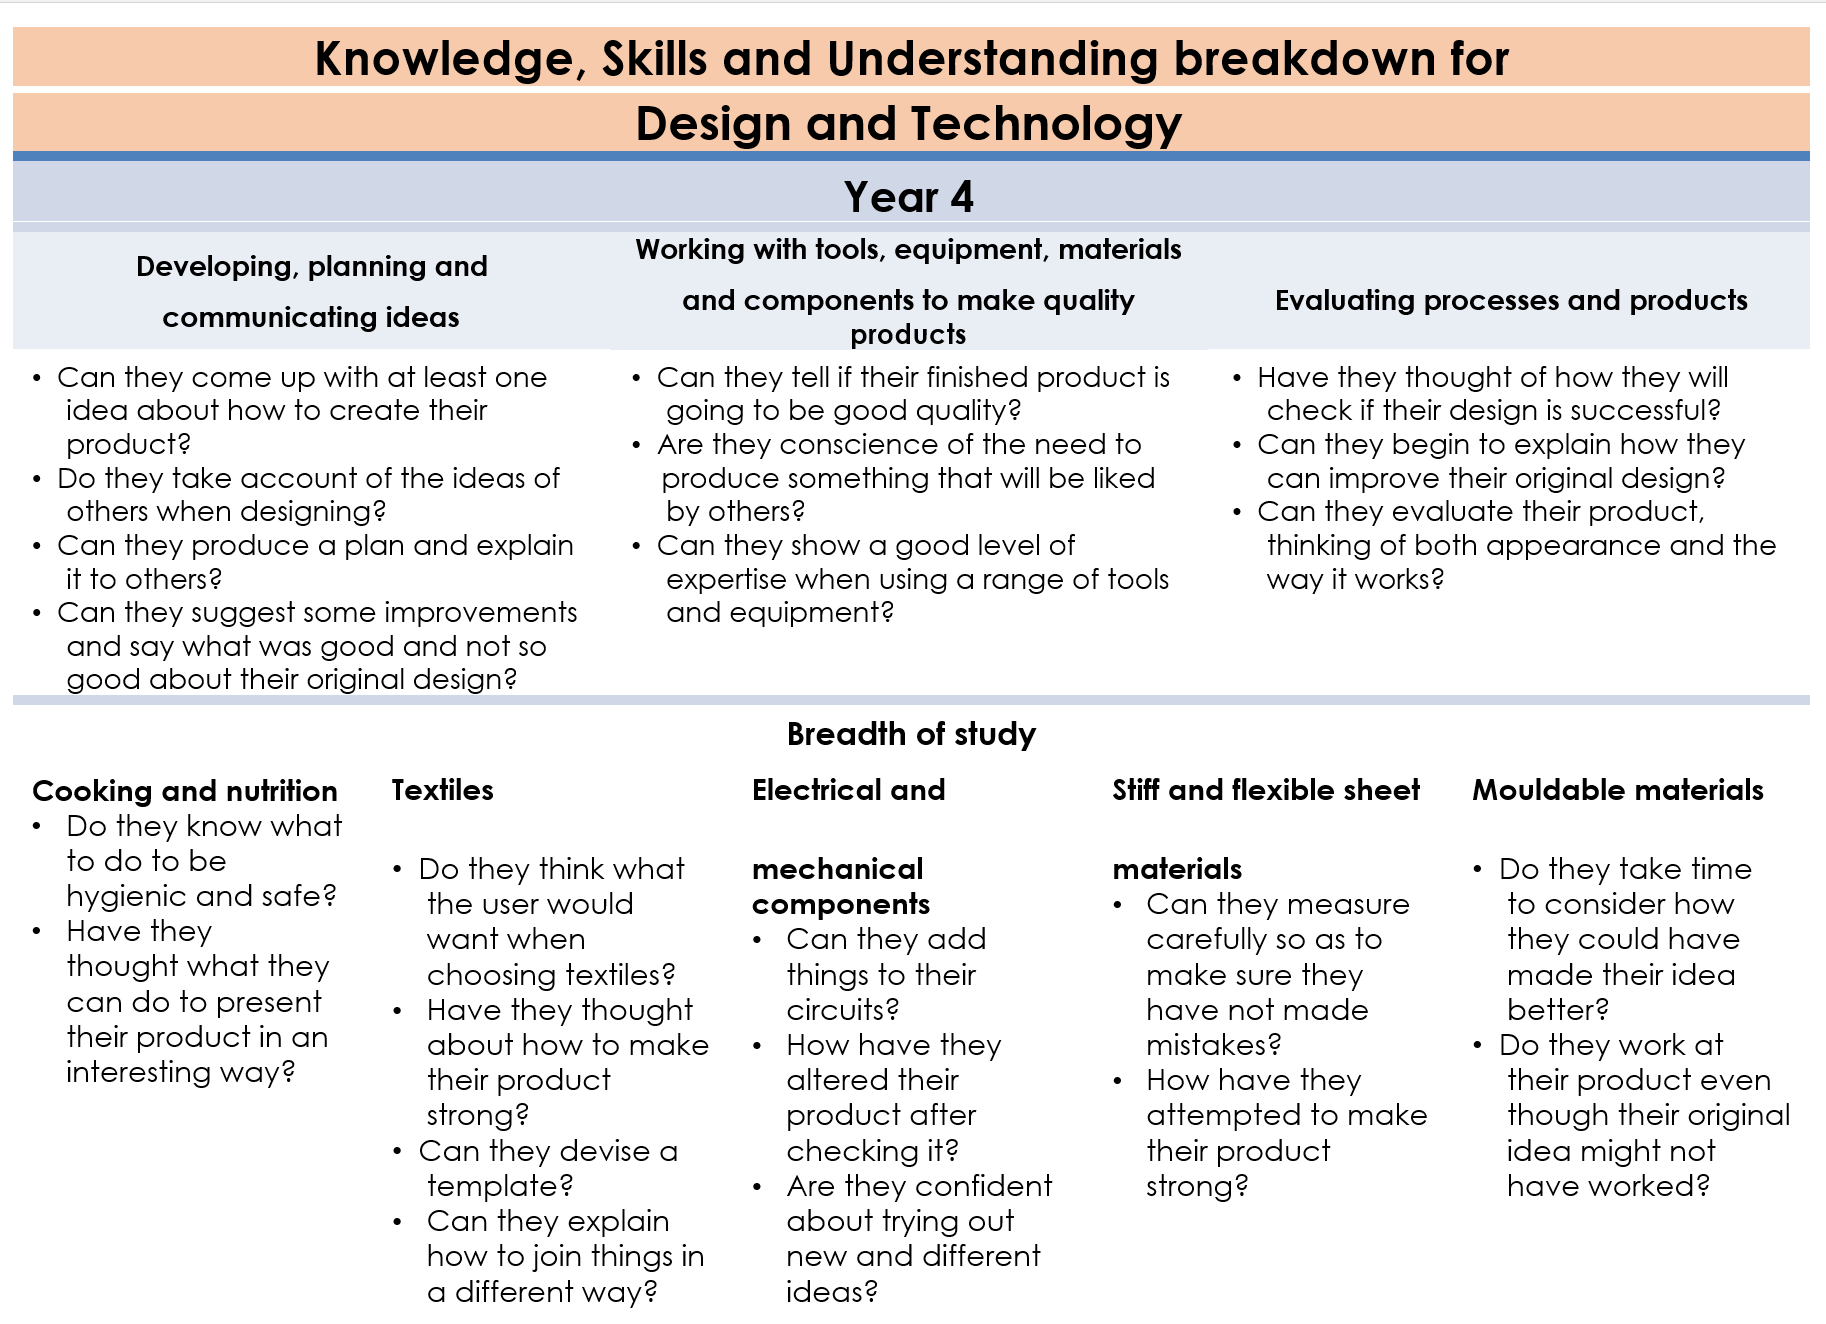 Knowledge, Skills and Understanding breakdown for
Design and Technology
Year 4
Developing, planning and
communicating ideas
Working with tools, equipment, materials
and components to make quality
products
Evaluating processes and products
• Can they come up with at least one
idea about how to create their
product?
• Do they take account of the ideas of
others when designing?
• Can they produce a plan and explain
it to others?
• Can they suggest some improvements
and say what was good and not so
good about their original design?
• Can they tell if their finished product is
going to be good quality?
• Are they conscience of the need to
produce something that will be liked
by others?
• Can they show a good level of
expertise when using a range of tools
and equipment?
• Have they thought of how they will
check if their design is successful?
• Can they begin to explain how they
can improve their original design?
• Can they evaluate their product,
thinking of both appearance and the
way it works?
Breadth of study
Cooking and nutrition
• Do they know what
to do to be
hygienic and safe?
• Have they
thought what they
can do to present
their product in an
interesting way?
Textiles
• Do they think what
the user would
want when
choosing textiles?
• Have they thought
about how to make
their product
strong?
• Can they devise a
template?
• Can they explain
how to join things in
a different way?
Electrical and
mechanical
components
• Can they add
things to their
circuits?
• How have they
altered their
product after
checking it?
• Are they confident
about trying out
new and different
ideas?
Stiff and flexible sheet
materials
• Can they measure
carefully so as to
make sure they
have not made
mistakes?
• How have they
attempted to make
their product
strong?
Mouldable materials
• Do they take time
to consider how
they could have
made their idea
better?
• Do they work at
their product even
though their original
idea might not
have worked?